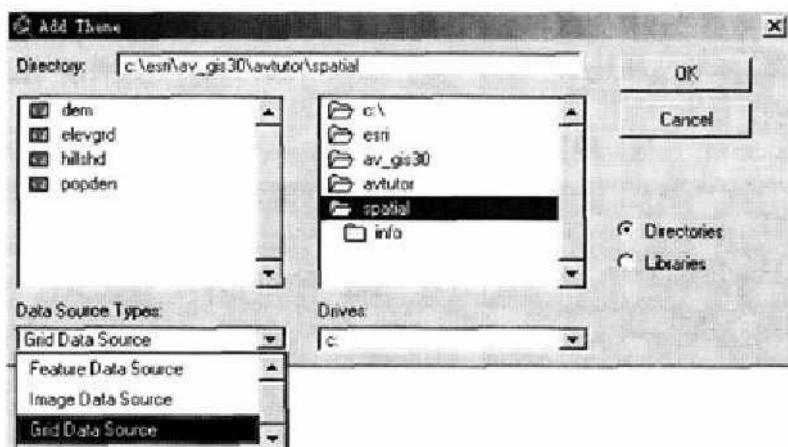 Add Theme
Directory: c:\esri\av_gis30\avtutor\spatial
OK
Cancel
dem
elevgrd
hillshd
popden
c:\
esri
av_gis30
avtutor
spatial
info
Directories
Libraries
Data Source Types:
Drives:
Grid Data Source
c:
Feature Data Source
Image Data Source
Grid Data Source